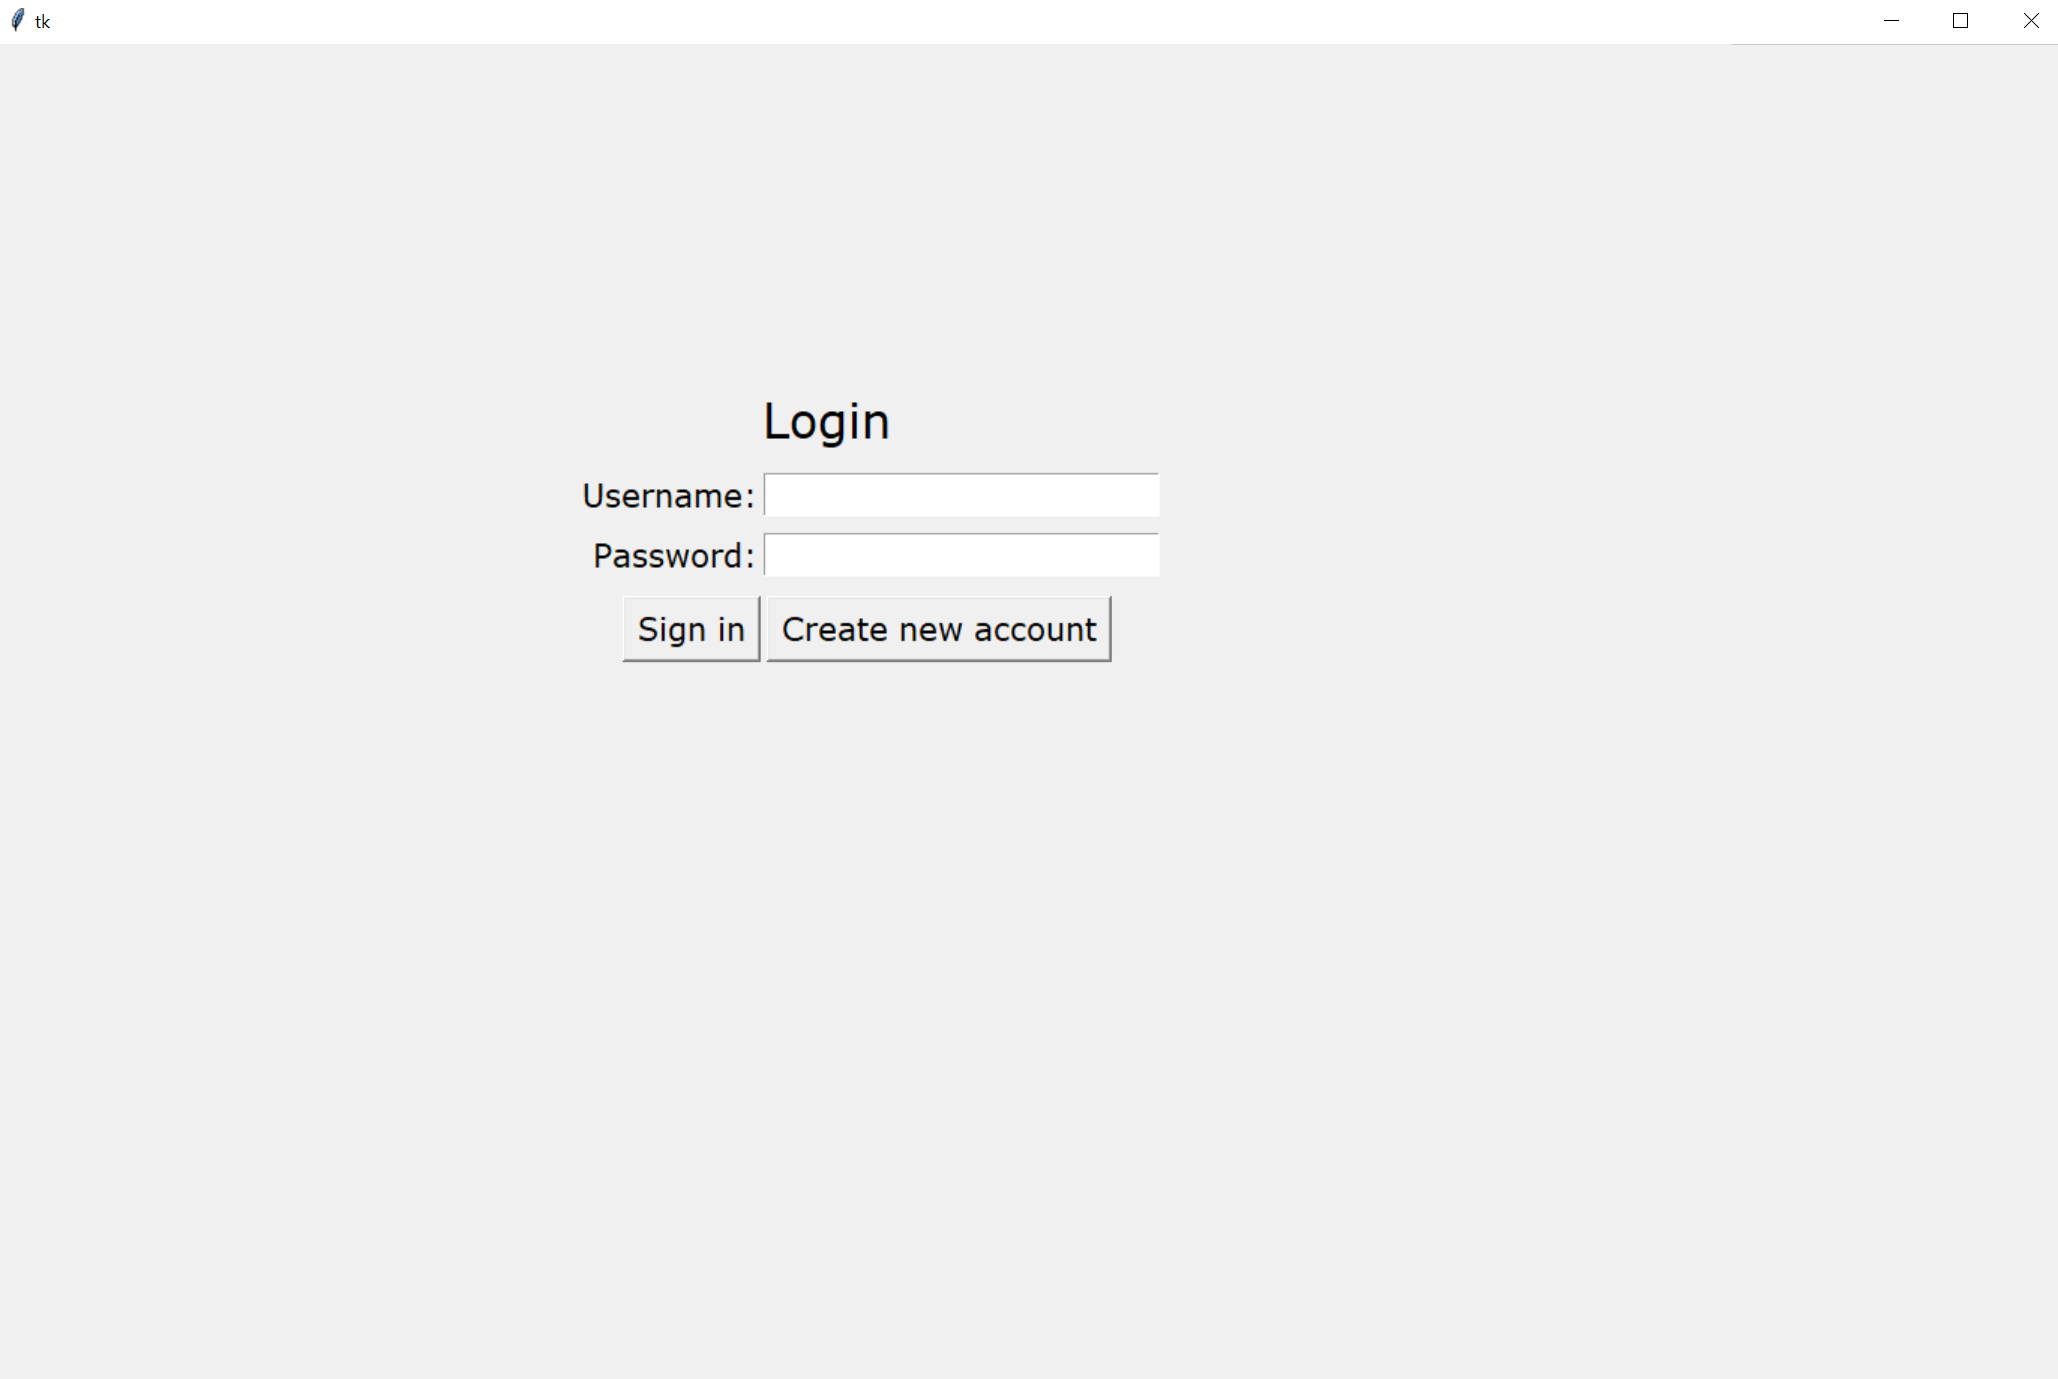 tk
Login
Username:
Password:
Sign in Create new account